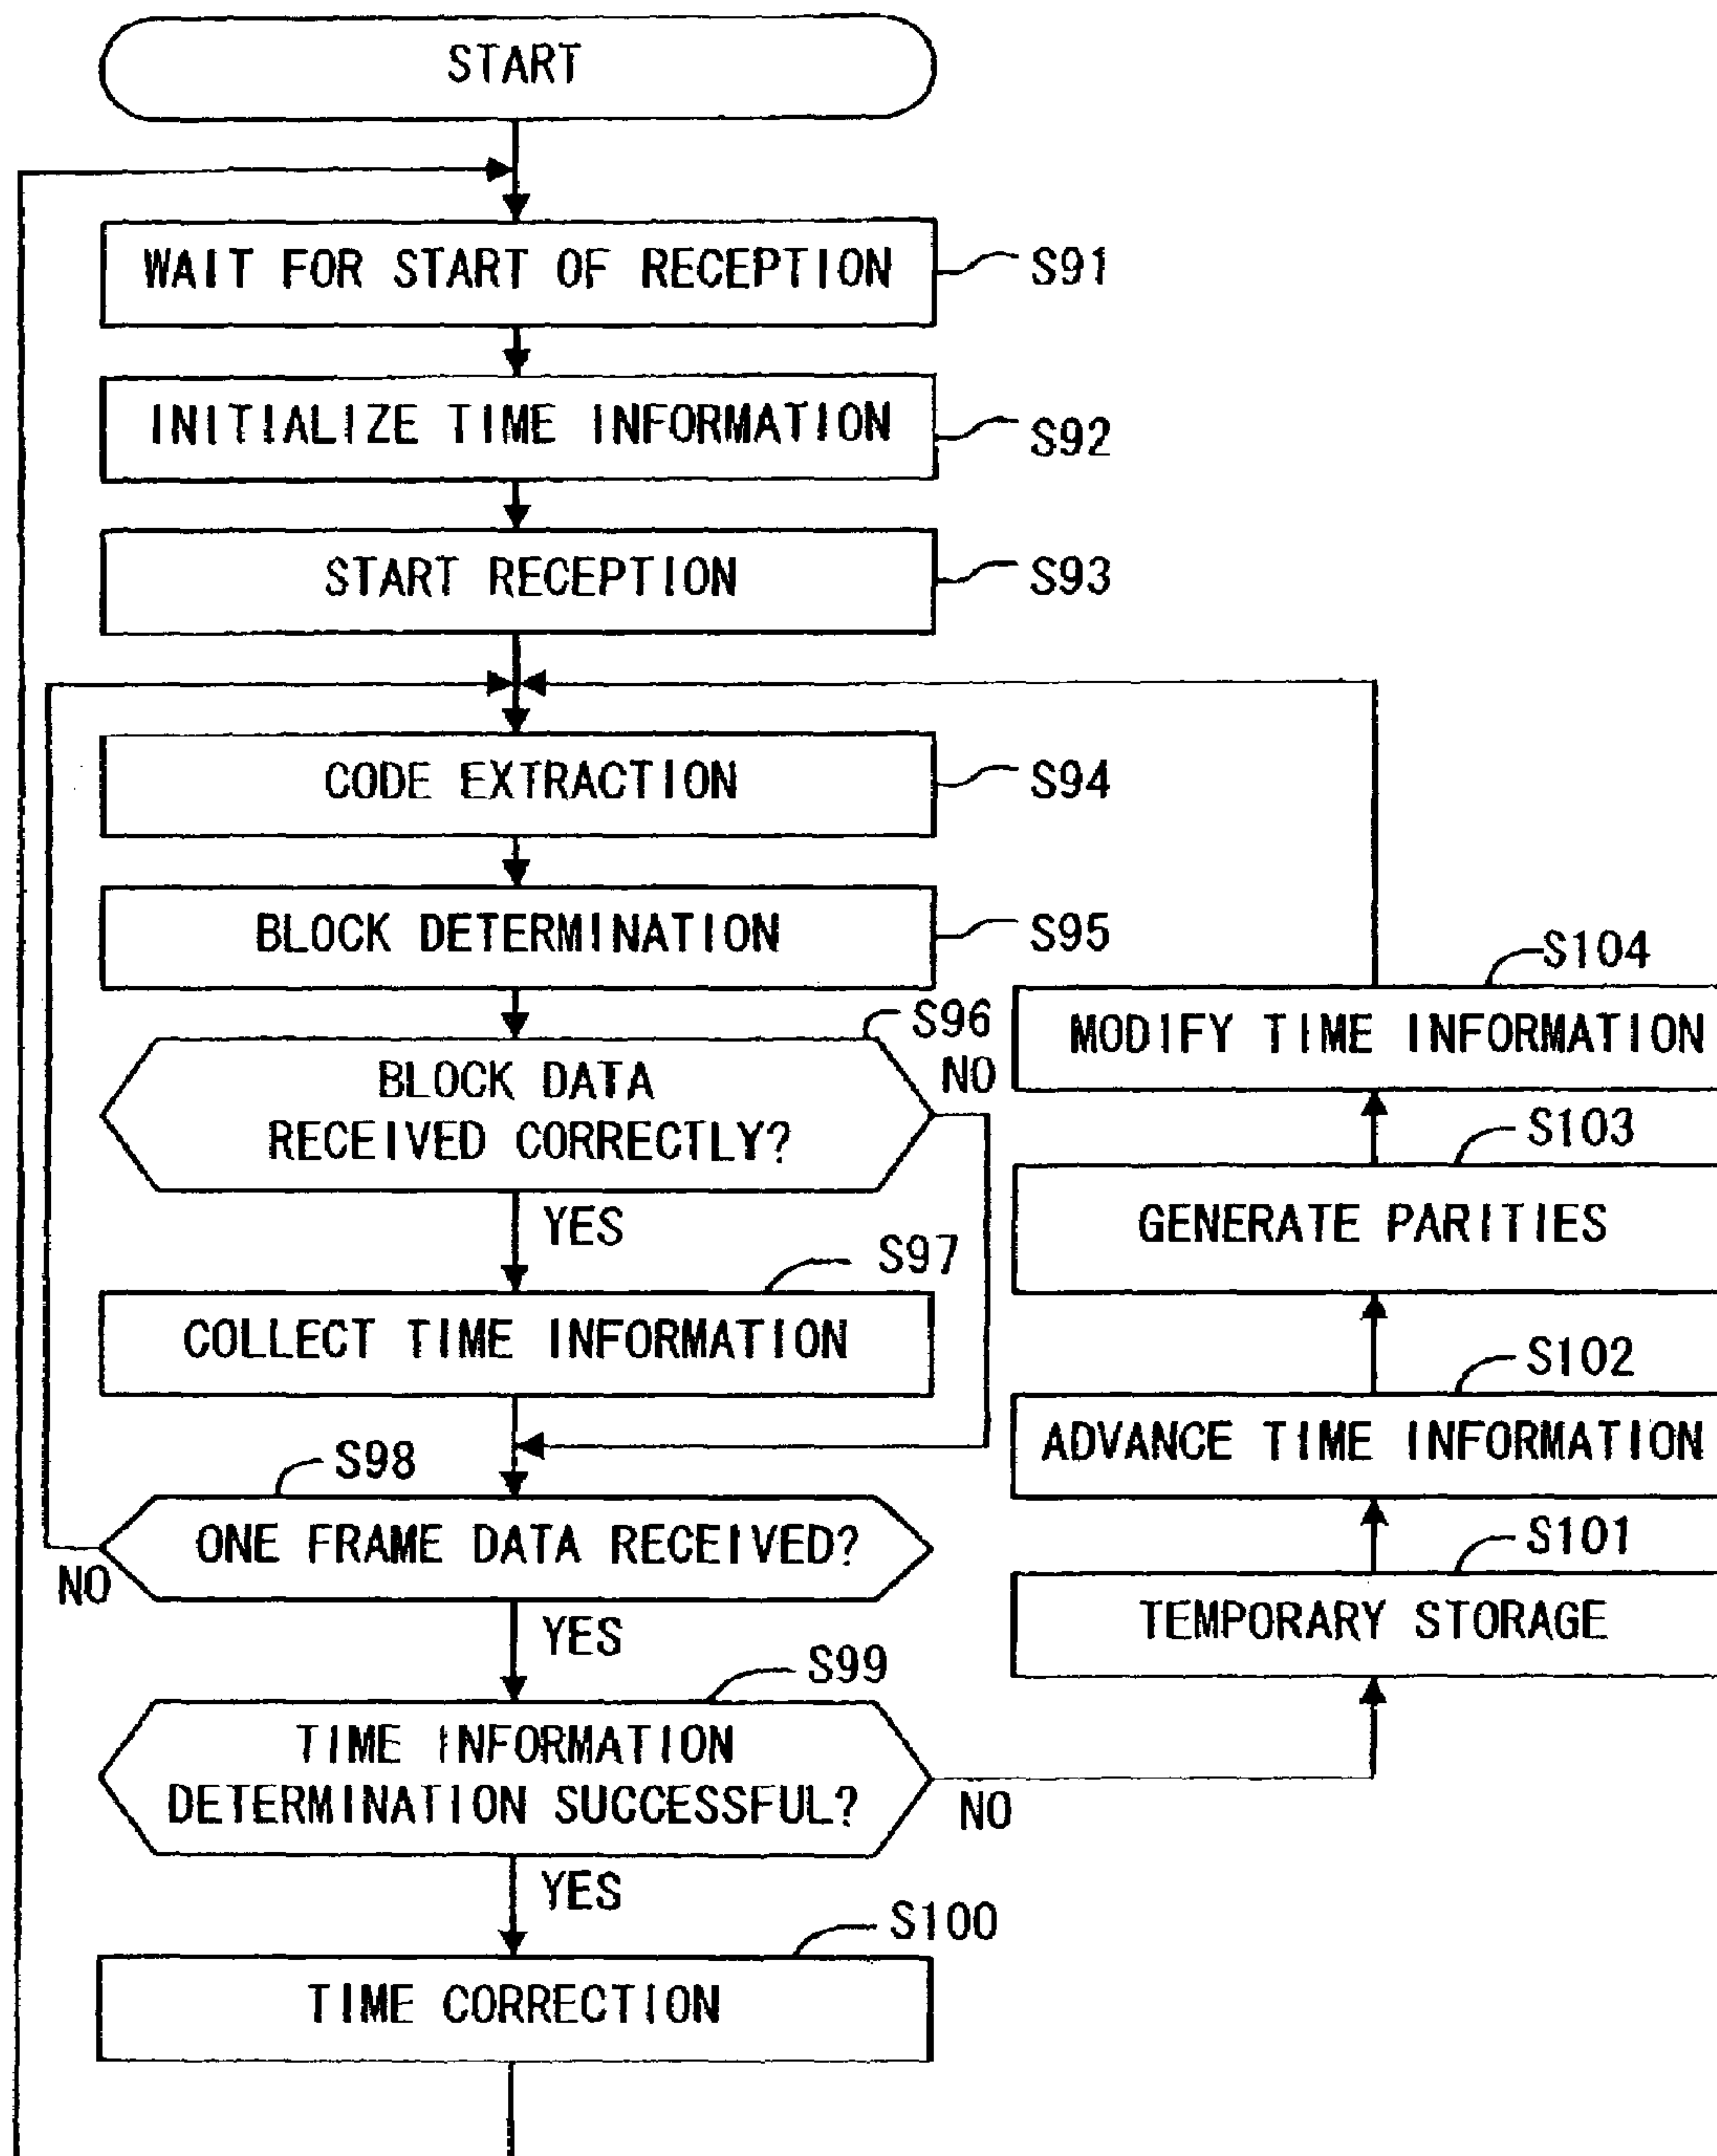 START
WAIT FOR START OF RECEPTION
S91
INITIALIZE TIME INFORMATION
S92
START RECEPTION
S93
CODE EXTRACTION
S94
BLOCK DETERMINATION
S95
S96
BLOCK DATA
RECEIVED CORRECTLY?
NO
YES
S97
COLLECT TIME INFORMATION
S98
ONE FRAME DATA RECEIVED?
NO
YES
S99
TIME INFORMATION
DETERMINATION SUCCESSFUL?
NO
YES
S100
TIME CORRECTION
S104
MODIFY TIME INFORMATION
S103
GENERATE PARITIES
S102
ADVANCE TIME INFORMATION
S101
TEMPORARY STORAGE